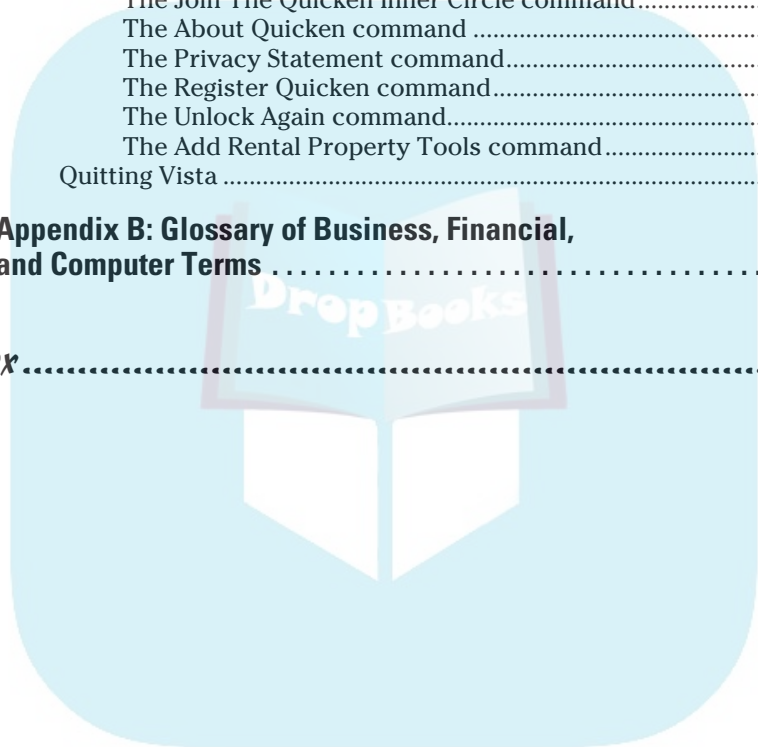 The Join The Quicken Inner Circle command....................
The About Quicken command ..............................................
The Privacy Statement command.........................................
The Register Quicken command...........................................
The Unlock Again command..................................................
The Add Rental Property Tools command..........................
Quitting Vista ...................................................................................
Appendix B: Glossary of Business, Financial,
and Computer Terms . . . . . . . . . . . . . . . . . . . . . . . . . . . . . . . . . . .
DropBooks
x.......................................................................................